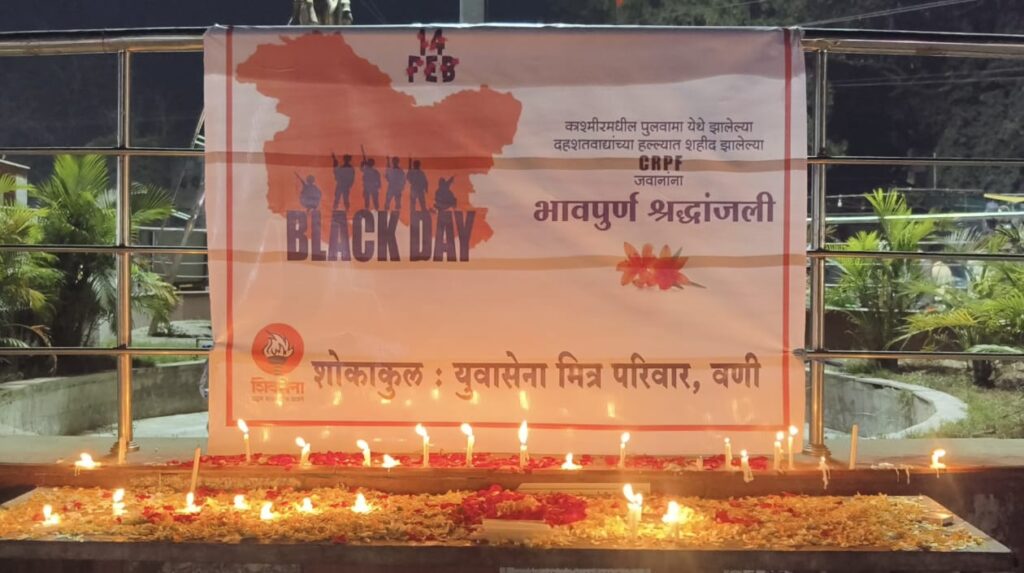 14
FEB
काश्मिरमधील पुलवामा येथे झालेल्या
दहशतवाद्यांच्या हल्ल्यात शहीद झालेल्या
CRPF
जवानांना
भावपुर्ण श्रद्धांजली
BLACK DAY
शिवसेना
शोकाकुल : युवासेना मित्र परिवार, वणी